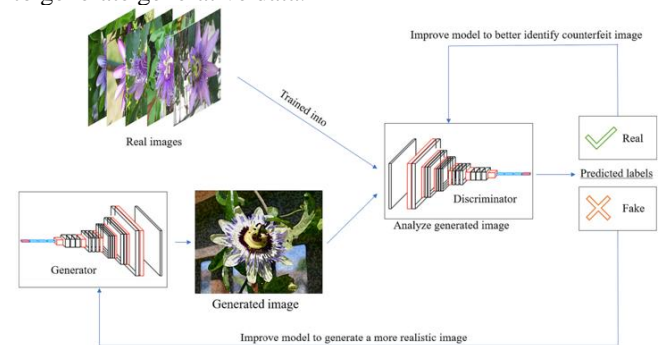 Improve model to better identify counterfeit image
Trained into
Real images
Real
Predicted labels
Discriminator
Fake
Analyze generated image
Generator
Generated image
Improve model to generate a more realistic image